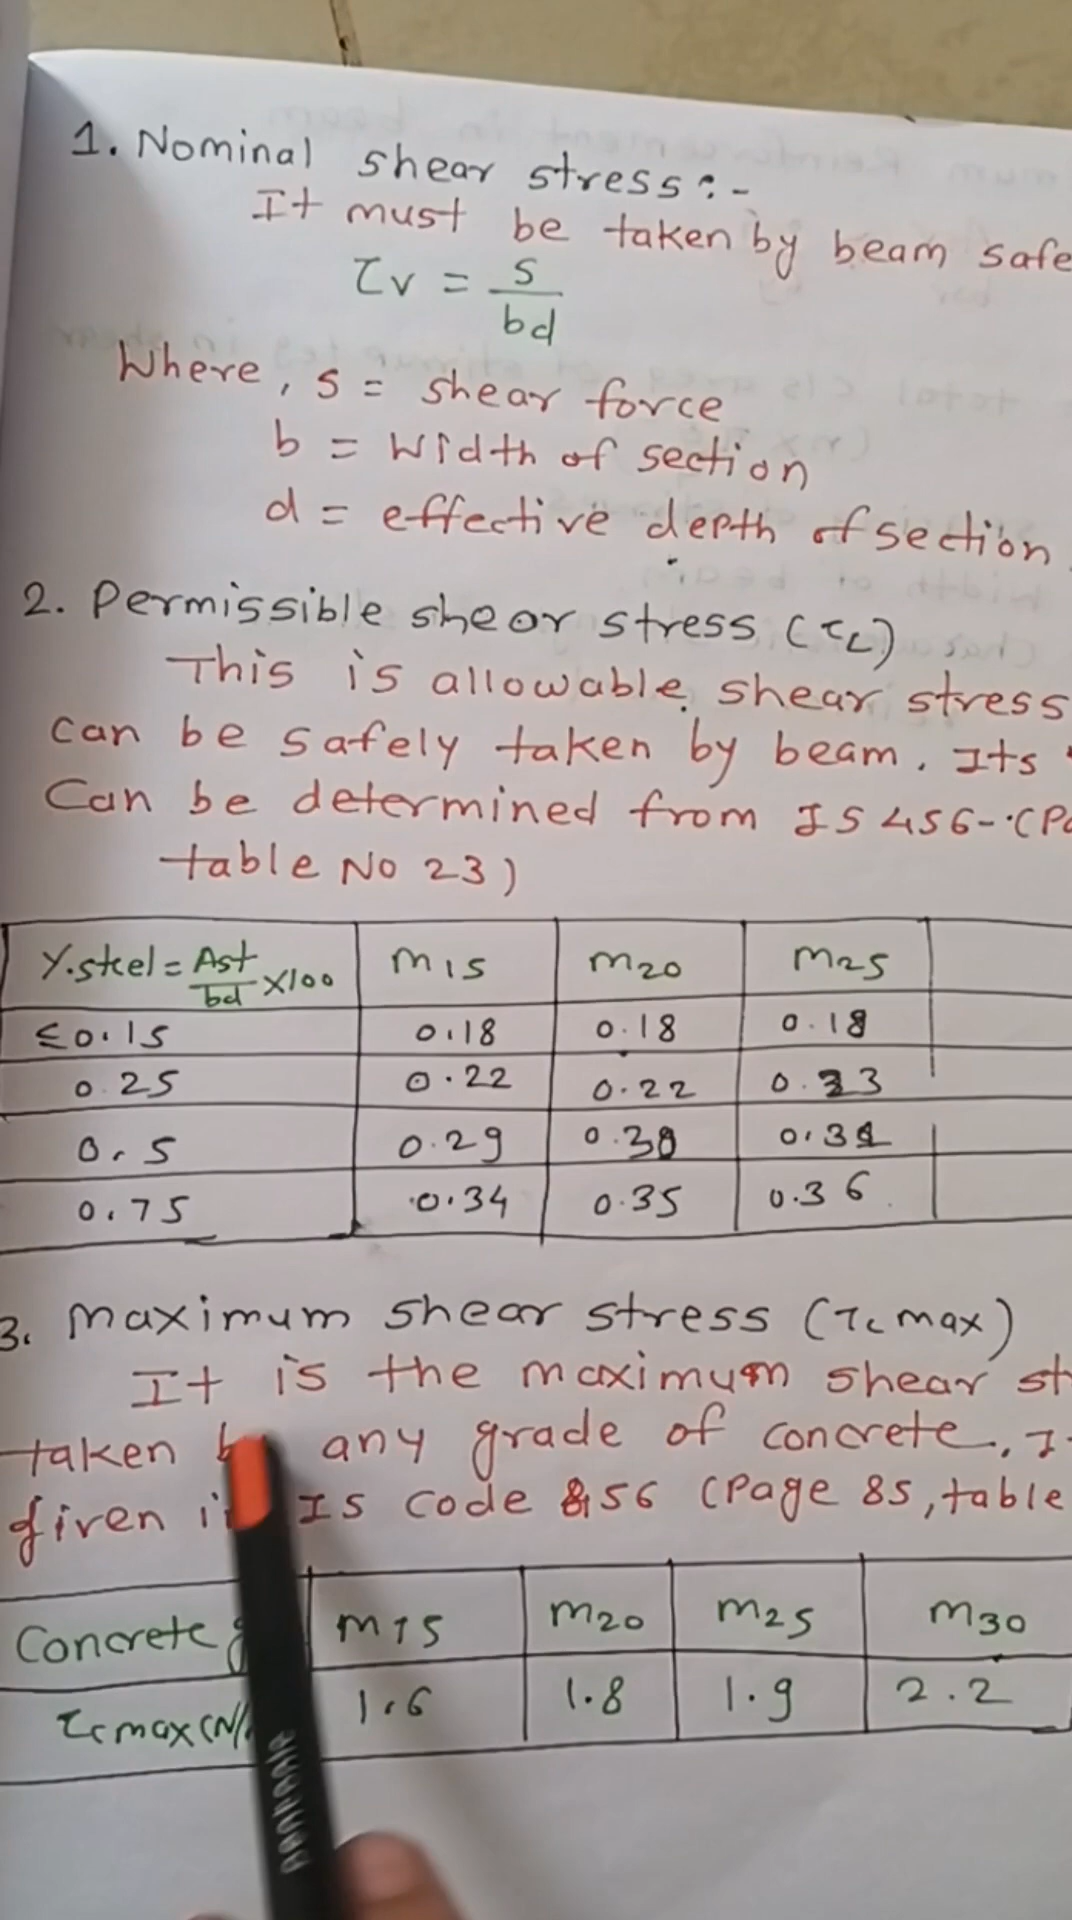 1. Nominal shear stress :-
It must be taken by beam safe
τv = s/bd
Where, s = shear force
b = width of section
d = effective depth of section
2. Permissible shear stress (τc)
This is allowable shear stress
can be safely taken by beam. Its
Can be determined from IS 456-(Pa
table No 23)
%steel = Ast/bd x100 M15 M20 M25
≤0.15 0.18 0.18 0.18
0.25 0.22 0.22 0.23
0.5 0.29 0.30 0.31
0.75 0.34 0.35 0.36
3. maximum shear stress (τc max)
It is the maximum shear st
taken any grade of concrete. I
given IS code 456 (Page 85, table
Concrete M15 M20 M25 M30
τc max (N/ 1.6 1.8 1.9 2.2